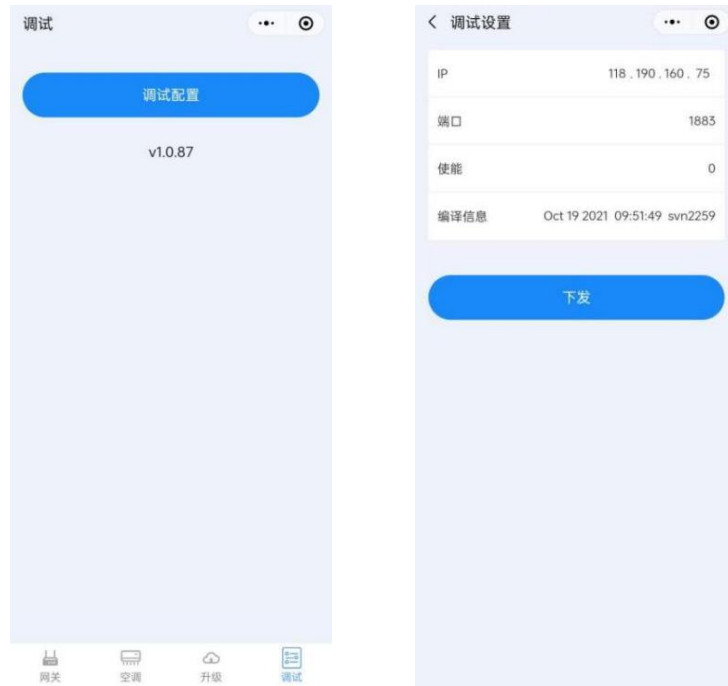 调试
调试配置
v1.0.87
网关
空调
升级
调试
调试设置
IP 118 . 190 . 160 . 75
端口 1883
使能 0
编译信息 Oct 19 2021 09:51:49 svn2259
下发